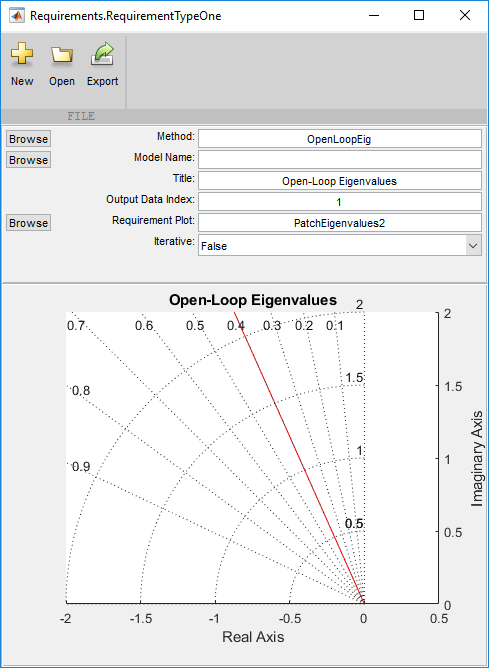 Requirements.RequirementTypeOne
New Open Export
FILE
Browse Method: OpenLoopEig
Browse Model Name:
Title: Open-Loop Eigenvalues
Output Data Index: 1
Browse Requirement Plot: PatchEigenvalues2
Iterative: False
Open-Loop Eigenvalues
2
0.7 0.6 0.5 0.4 0.3 0.2 0.1 2
0.8 1.5 1.5
0.9 1 1
0.5 0.5
0
-2 -1.5 -1 -0.5 0 0.5
Real Axis
Imaginary Axis